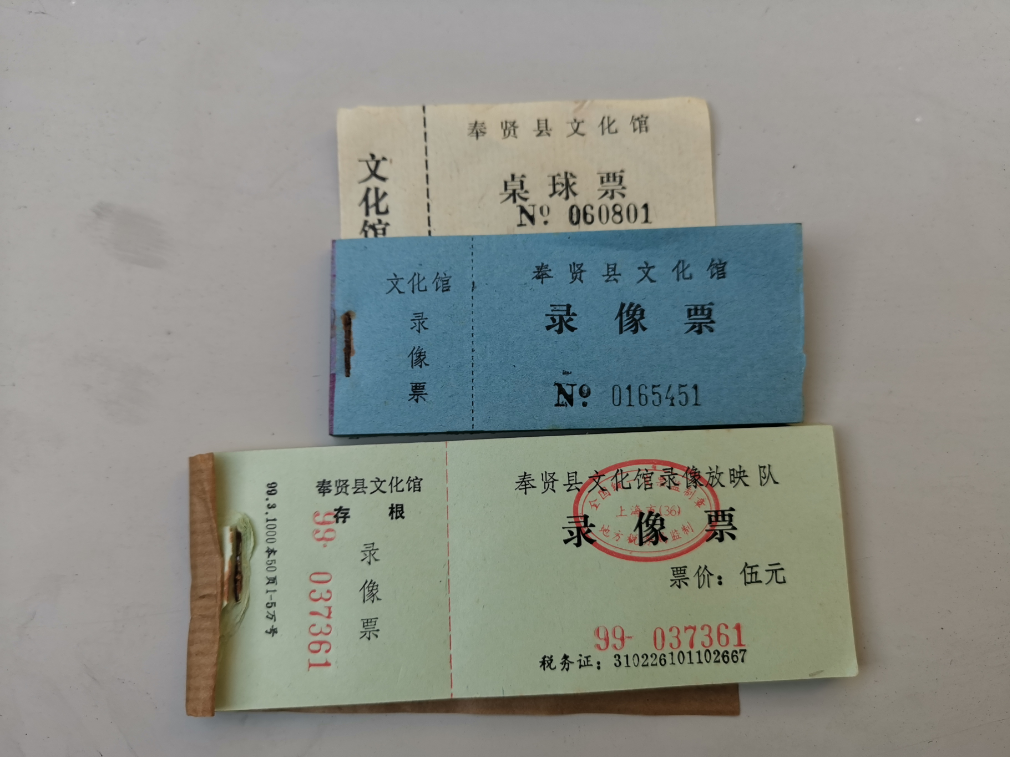 文化馆
奉贤县文化馆
桌球票
No. 060801
文化馆
录
像
票
奉贤县文化馆
录像票
No. 0165451
99.3.1000本50页1-5万号
奉贤县文化馆
存根
录
像
票
99- 037361
奉贤县文化馆录像放映队
录像票
上海市(36)
票价：伍元
99- 037361
税务证：310226101102667